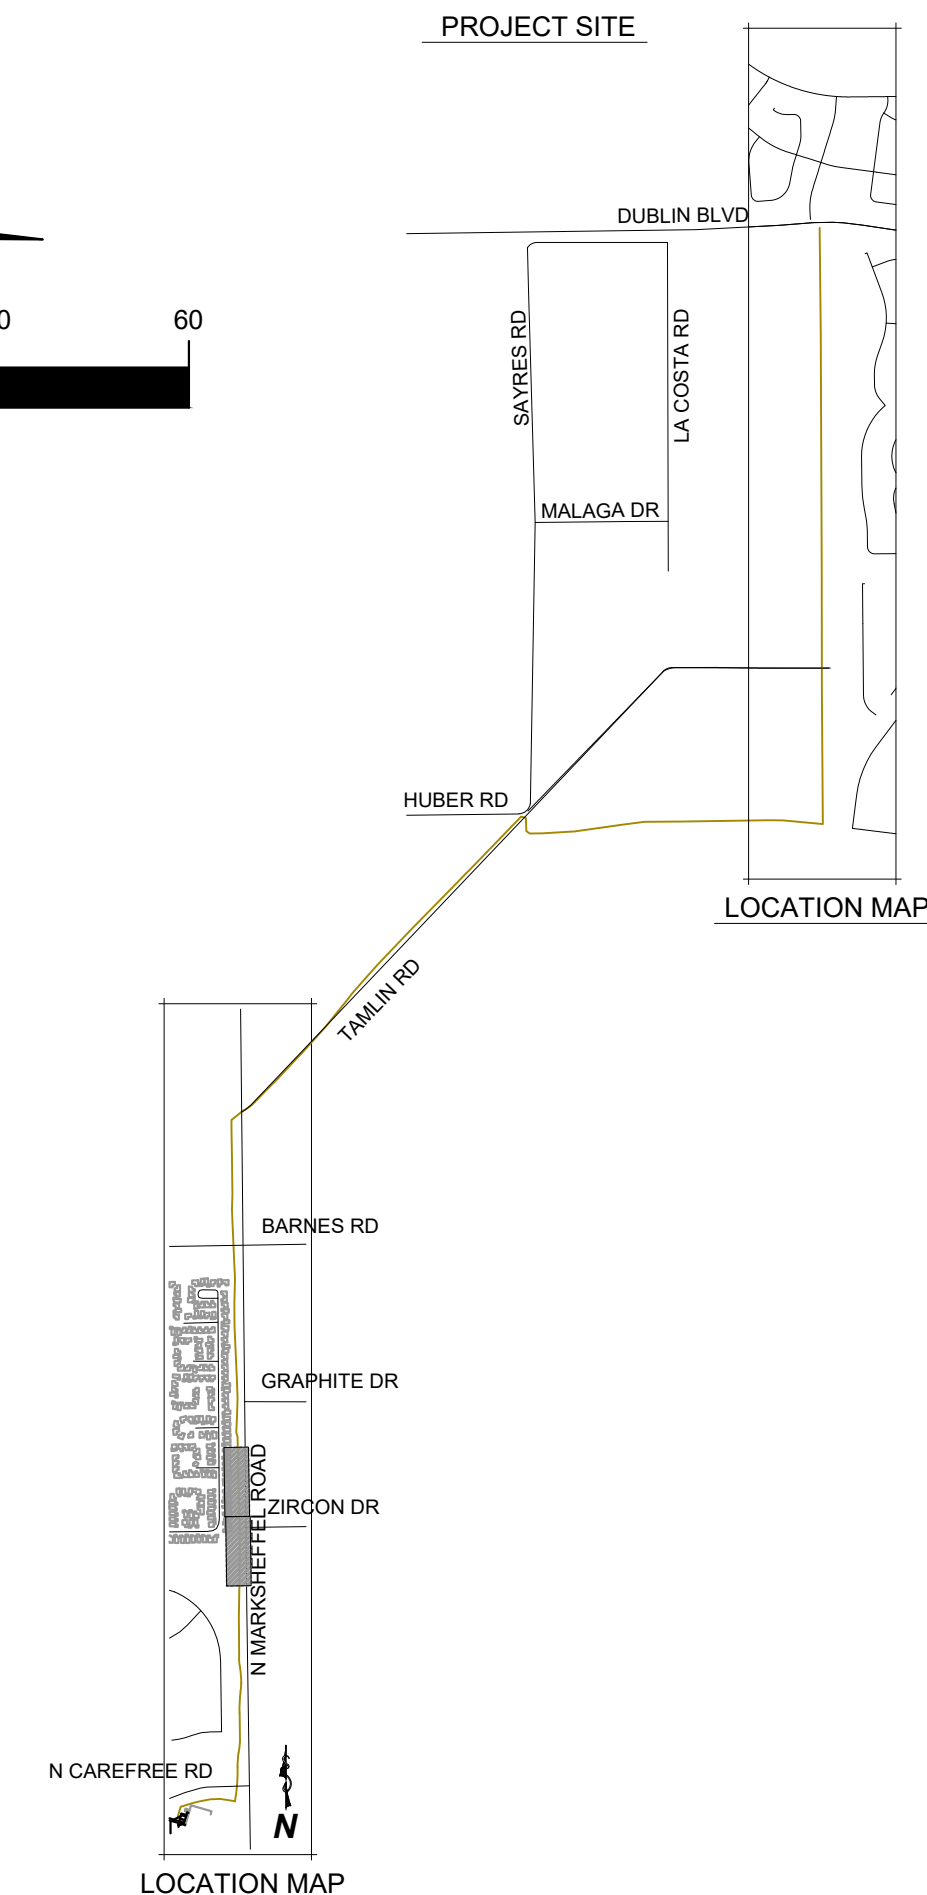 PROJECT SITE
DUBLIN BLVD
0
60
SAYRES RD
LA COSTA RD
MALAGA DR
HUBER RD
LOCATION MAP
TAMLIN RD
BARNES RD
GRAPHITE DR
N MARKSHEFFEL ROAD
ZIRCON DR
N CAREFREE RD
N
LOCATION MAP